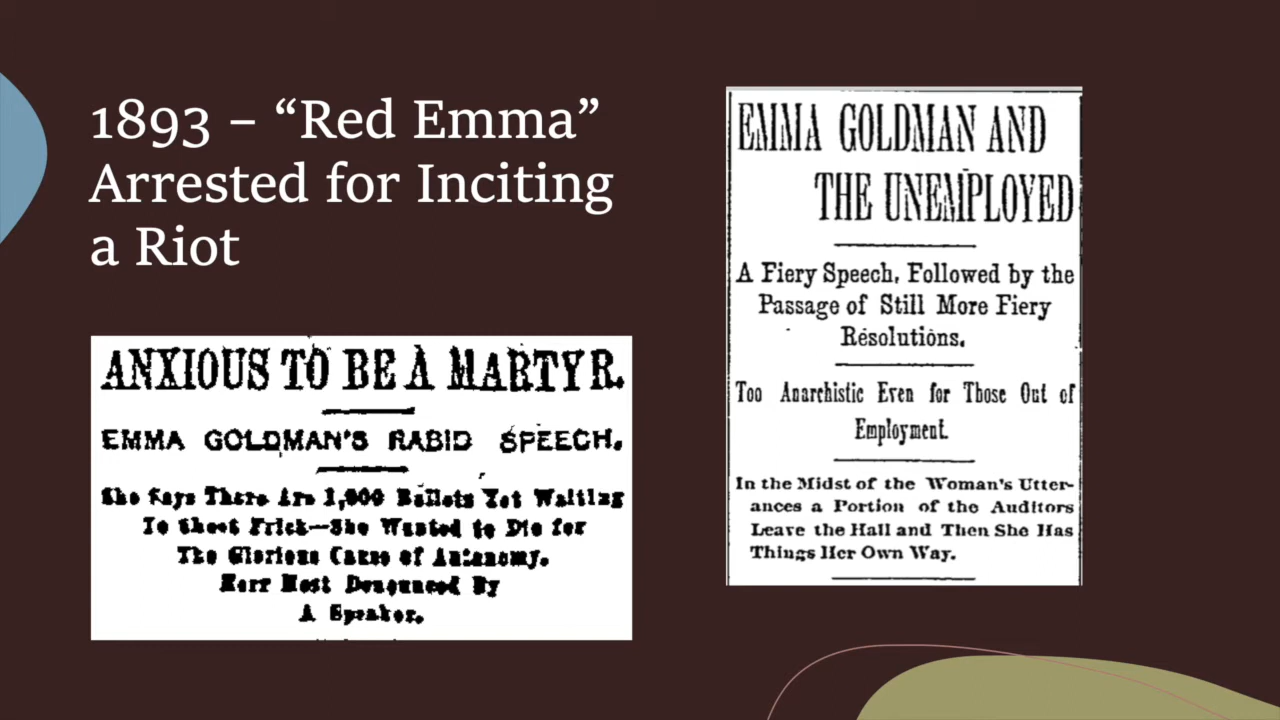 1893 – “Red Emma”
Arrested for Inciting
a Riot
ANXIOUS TO BE A MARTYR.
EMMA GOLDMAN'S RABID SPEECH.
She Says There Are 1,000 Bullets Yet Waiting
To Shoot Frick—She Wanted to Die for
The Glorious Cause of
Herr Most Denounced By
A Speaker.
EMMA GOLDMAN AND
THE UNEMPLOYED
A Fiery Speech, Followed by the
Passage of Still More Fiery
Resolutions.
Too Anarchistic Even for Those Out of
Employment.
In the Midst of the Woman's Utter-
ances a Portion of the Auditors
Leave the Hall and Then She Has
Things Her Own Way.